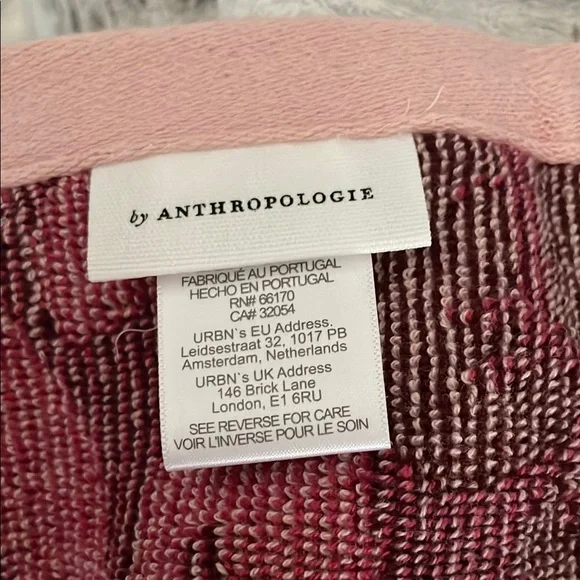 by ANTHROPOLOGIE
FABRIQUÉ AU PORTUGAL
HECHO EN PORTUGAL
RN# 66170
CA# 32054
URBN`s EU Address:
Leidsestraat 32, 1017 PB
Amsterdam, Netherlands
URBN`s UK Address:
146 Brick Lane
London, E1 6RU
SEE REVERSE FOR CARE
VOIR L'INVERSE POUR LE SOIN